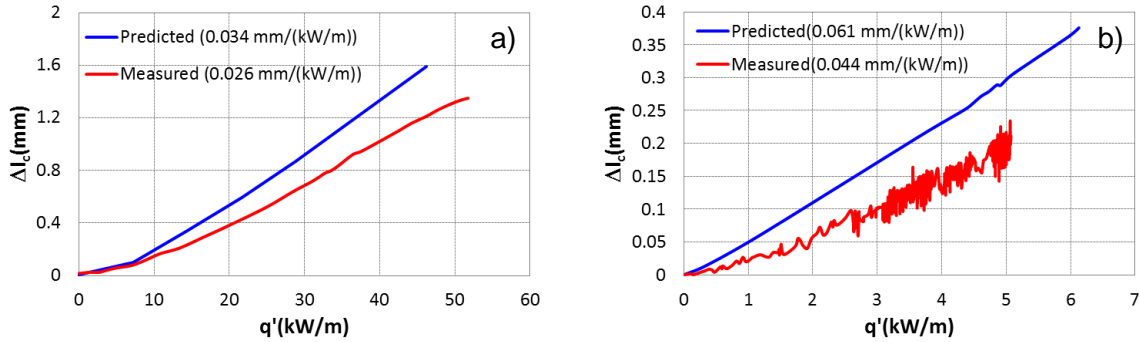 a)
Predicted (0.034 mm/(kW/m))
Measured (0.026 mm/(kW/m))
ΔIc(mm)
2
1.6
1.2
0.8
0.4
0
0 10 20 30 40 50 60
q'(kW/m)
b)
Predicted(0.061 mm/(kW/m))
Measured(0.044 mm/(kW/m))
ΔIc(mm)
0.4
0.35
0.3
0.25
0.2
0.15
0.1
0.05
0
0 1 2 3 4 5 6 7
q'(kW/m)